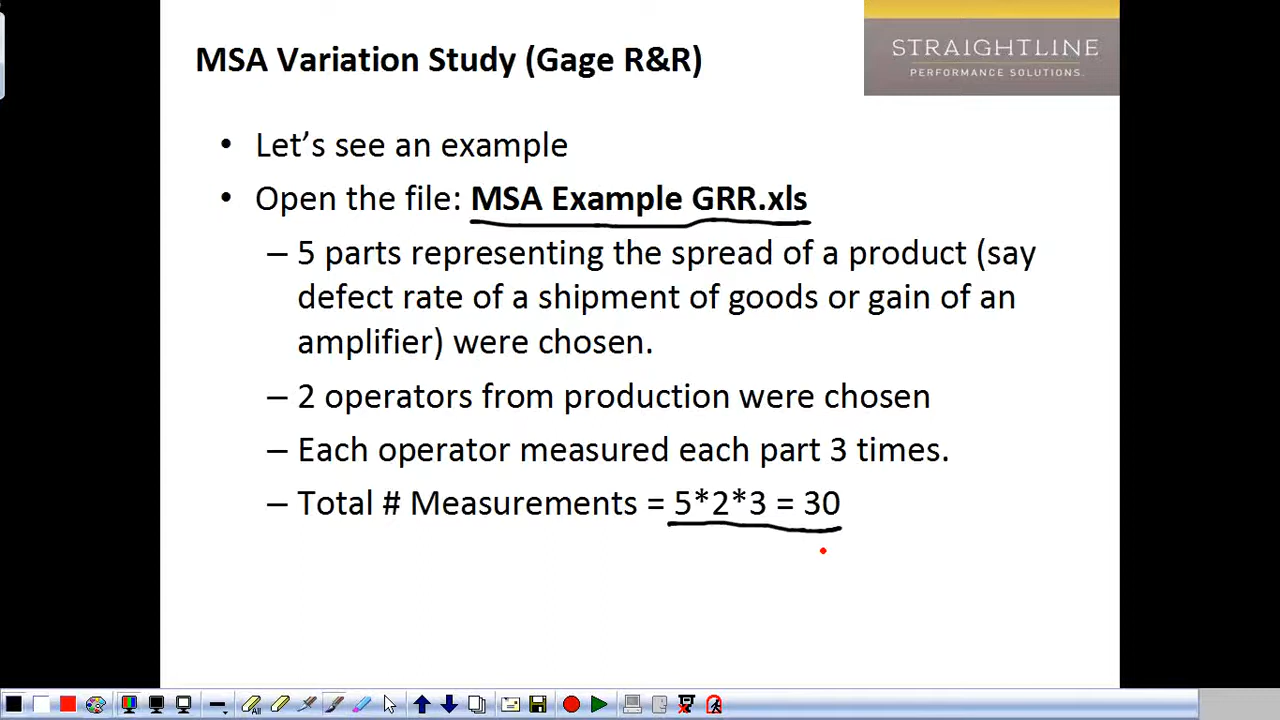 MSA Variation Study (Gage R&R)
STRAIGHTLINE
PERFORMANCE SOLUTIONS.
• Let’s see an example
• Open the file: MSA Example GRR.xls
– 5 parts representing the spread of a product (say
defect rate of a shipment of goods or gain of an
amplifier) were chosen.
– 2 operators from production were chosen
– Each operator measured each part 3 times.
– Total # Measurements = 5*2*3 = 30
All